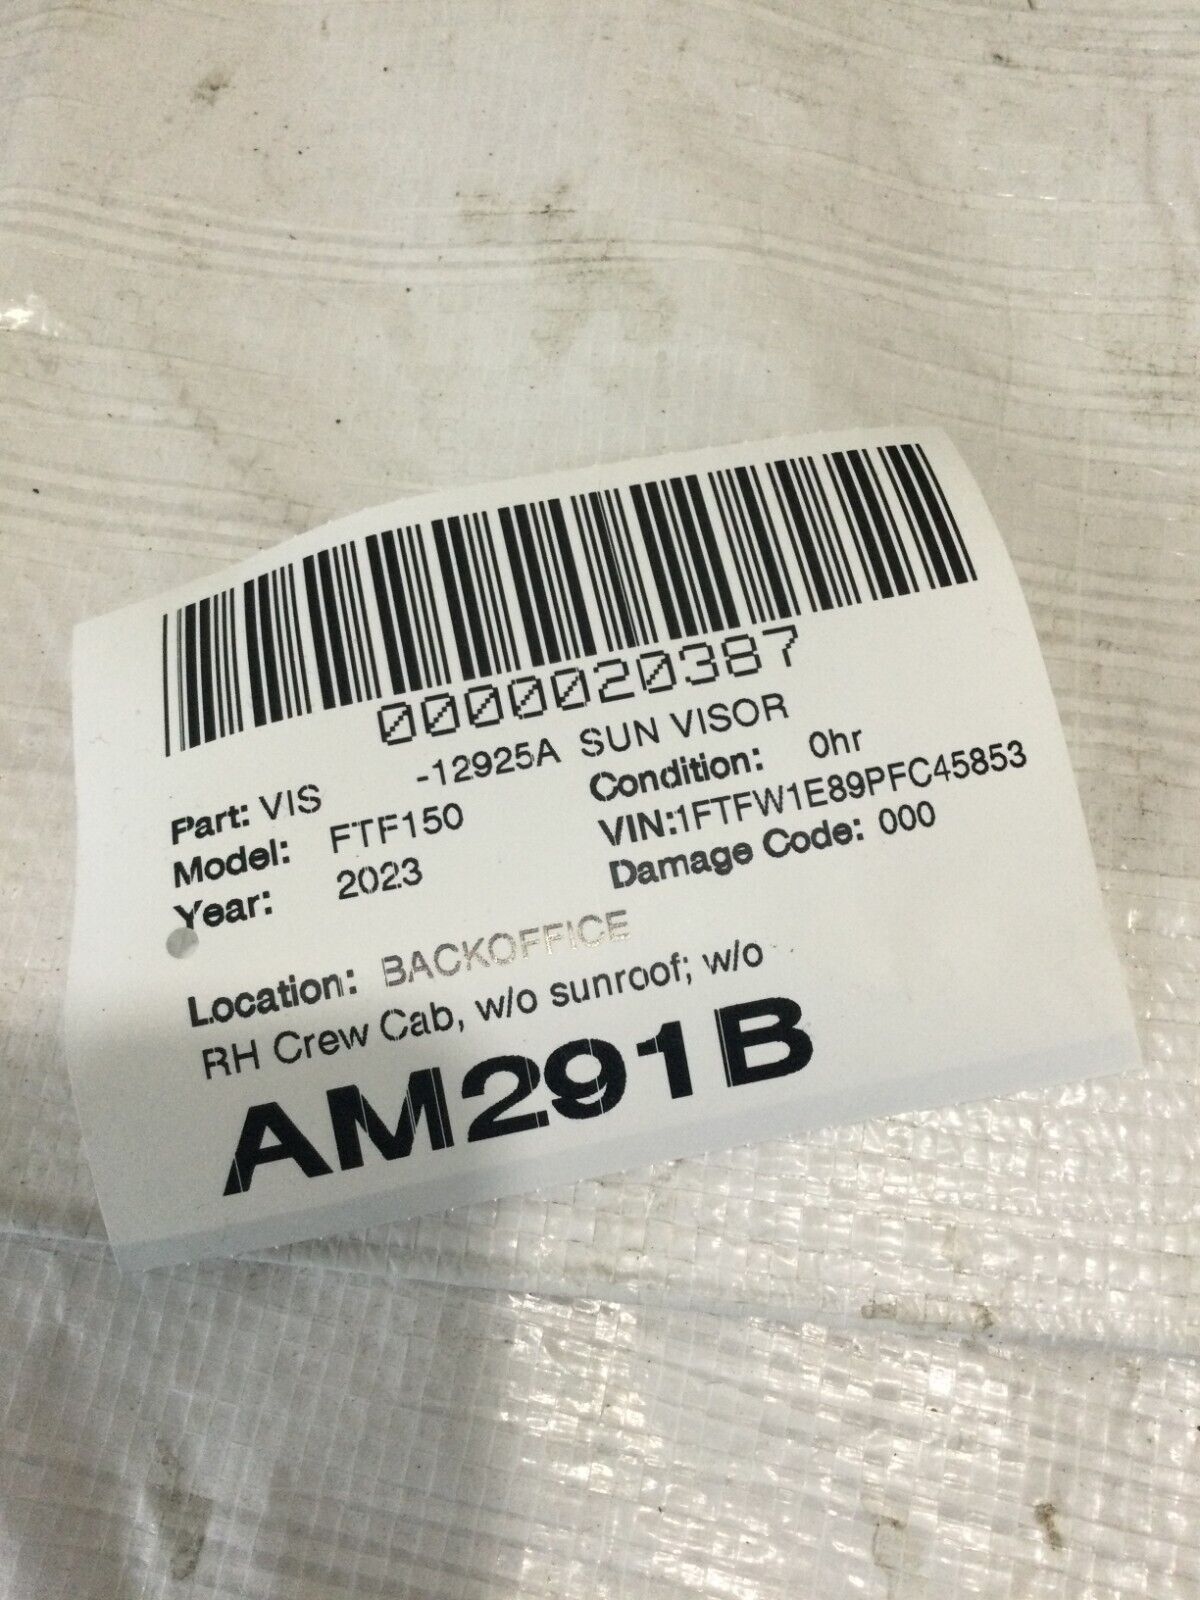 0000020387
Part: VIS -12925A SUN VISOR
Model: FTF150 Condition: 0hr
Year: 2023 VIN:1FTFW1E89PFC45853
Damage Code: 000
Location: BACKOFFICE
RH Crew Cab, w/o sunroof; w/o
AM291B